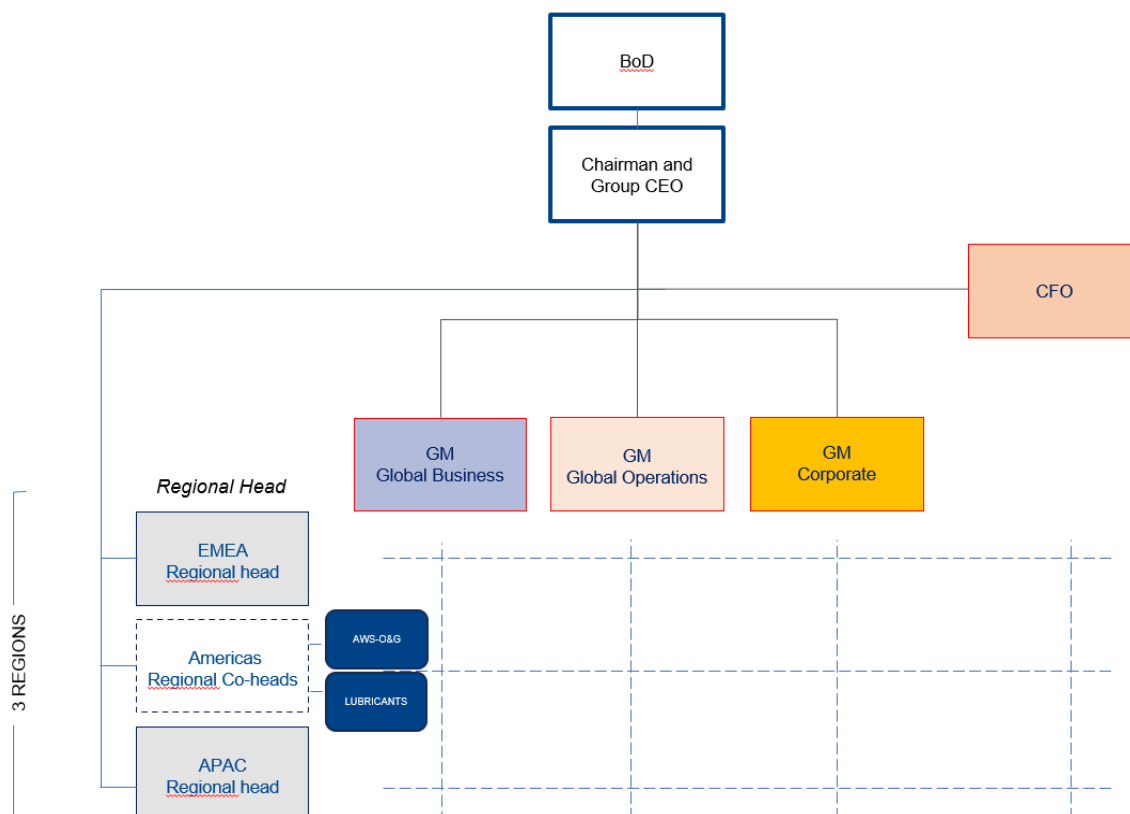 BoD
Chairman and
Group CEO
CFO
GM
Global Business
GM
Global Operations
GM
Corporate
Regional Head
3 REGIONS
EMEA
Regional head
Americas
Regional Co-heads
AWS-O&G
LUBRICANTS
APAC
Regional head